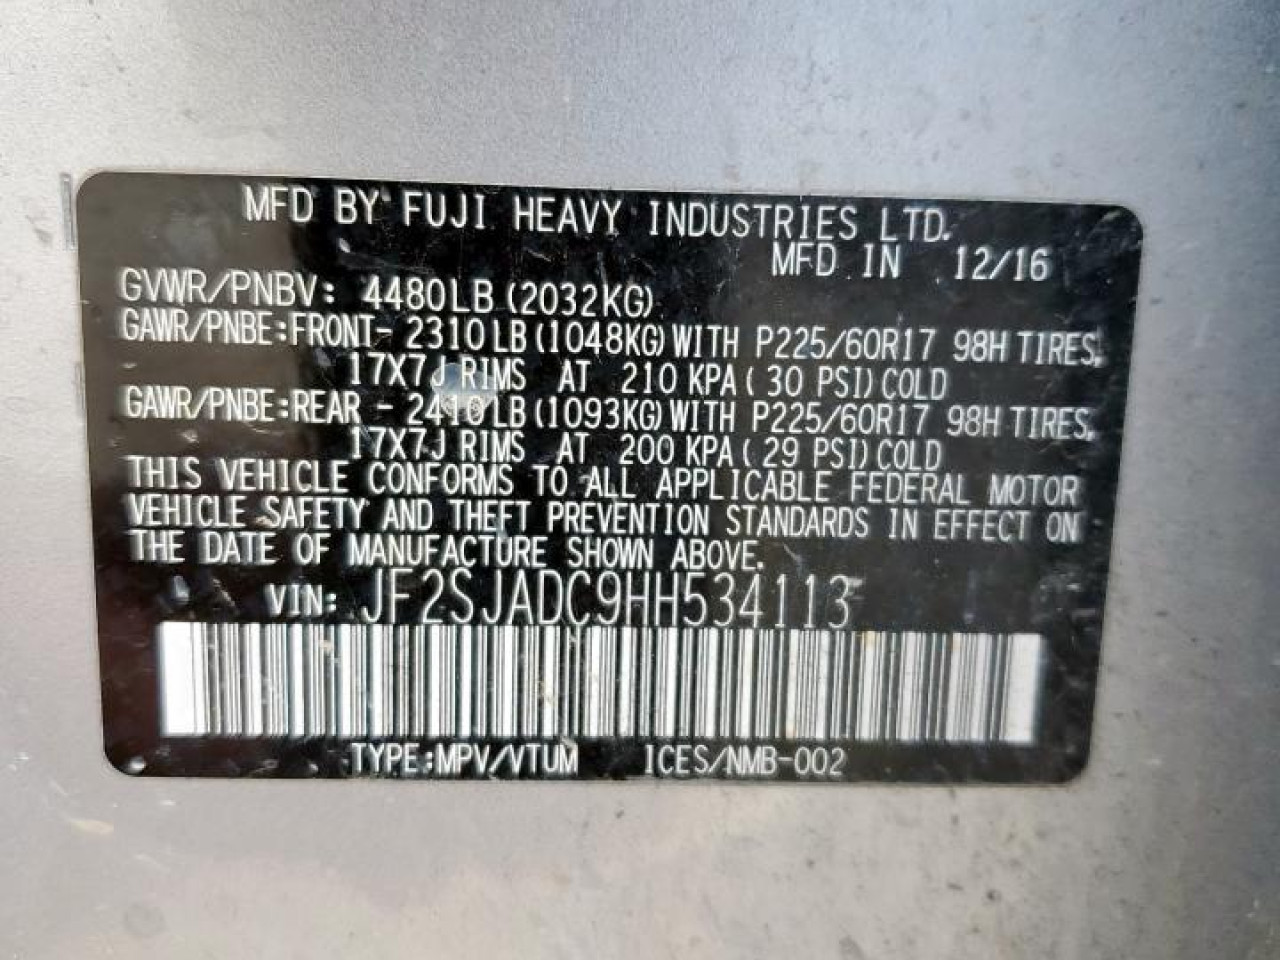 MFD BY FUJI HEAVY INDUSTRIES LTD.
MFD IN 12/16
GVWR/PNBV: 4480LB (2032KG)
GAWR/PNBE:FRONT- 2310LB (1048KG) WITH P225/60R17 98H TIRES,
17X7J RIMS AT 210 KPA ( 30 PSI) COLD
GAWR/PNBE:REAR - 2410LB (1093KG) WITH P225/60R17 98H TIRES,
17X7J RIMS AT 200 KPA ( 29 PSI) COLD
THIS VEHICLE CONFORMS TO ALL APPLICABLE FEDERAL MOTOR
VEHICLE SAFETY AND THEFT PREVENTION STANDARDS IN EFFECT ON
THE DATE OF MANUFACTURE SHOWN ABOVE.
VIN: JF2SJADC9HH534113
TYPE:MPV/VTUM ICES/NMB-002